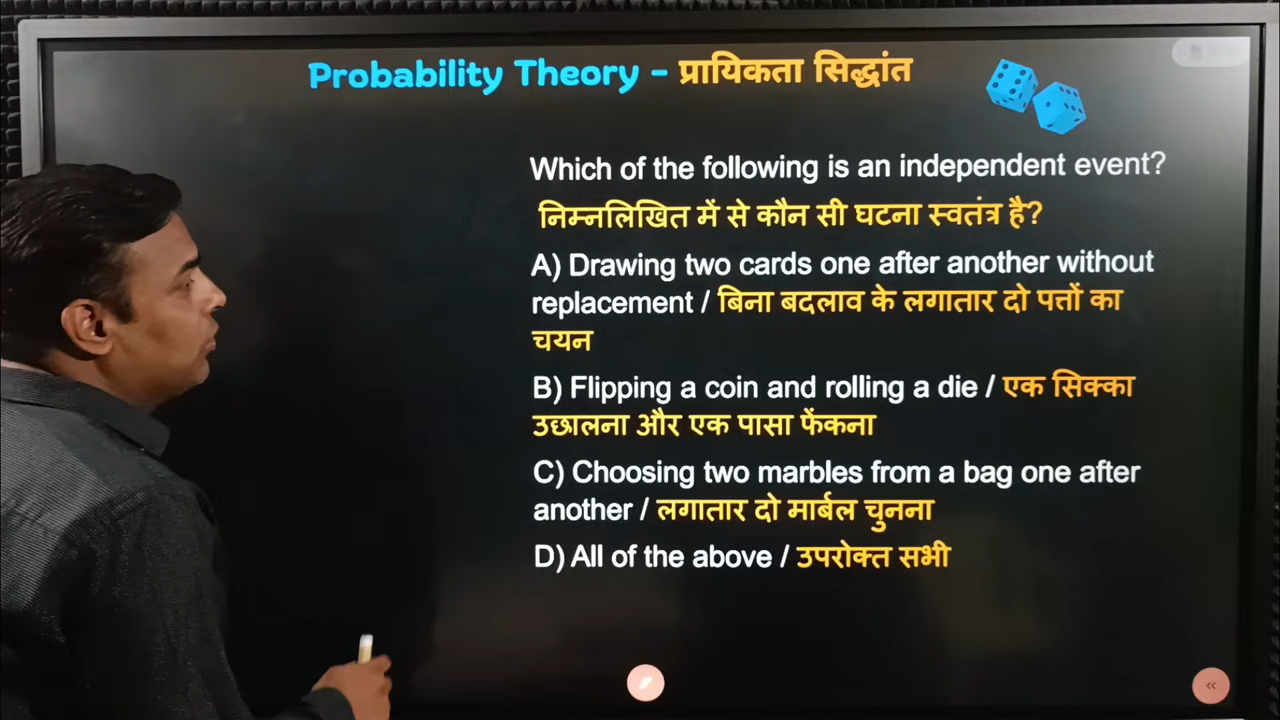 Probability Theory - प्रायिकता सिद्धांत
Which of the following is an independent event?
निम्नलिखित में से कौन सी घटना स्वतंत्र है?
A) Drawing two cards one after another without
replacement / बिना बदलाव के लगातार दो पत्तों का
चयन
B) Flipping a coin and rolling a die / एक सिक्का
उछालना और एक पासा फेंकना
C) Choosing two marbles from a bag one after
another / लगातार दो मार्बल चुनना
D) All of the above / उपरोक्त सभी